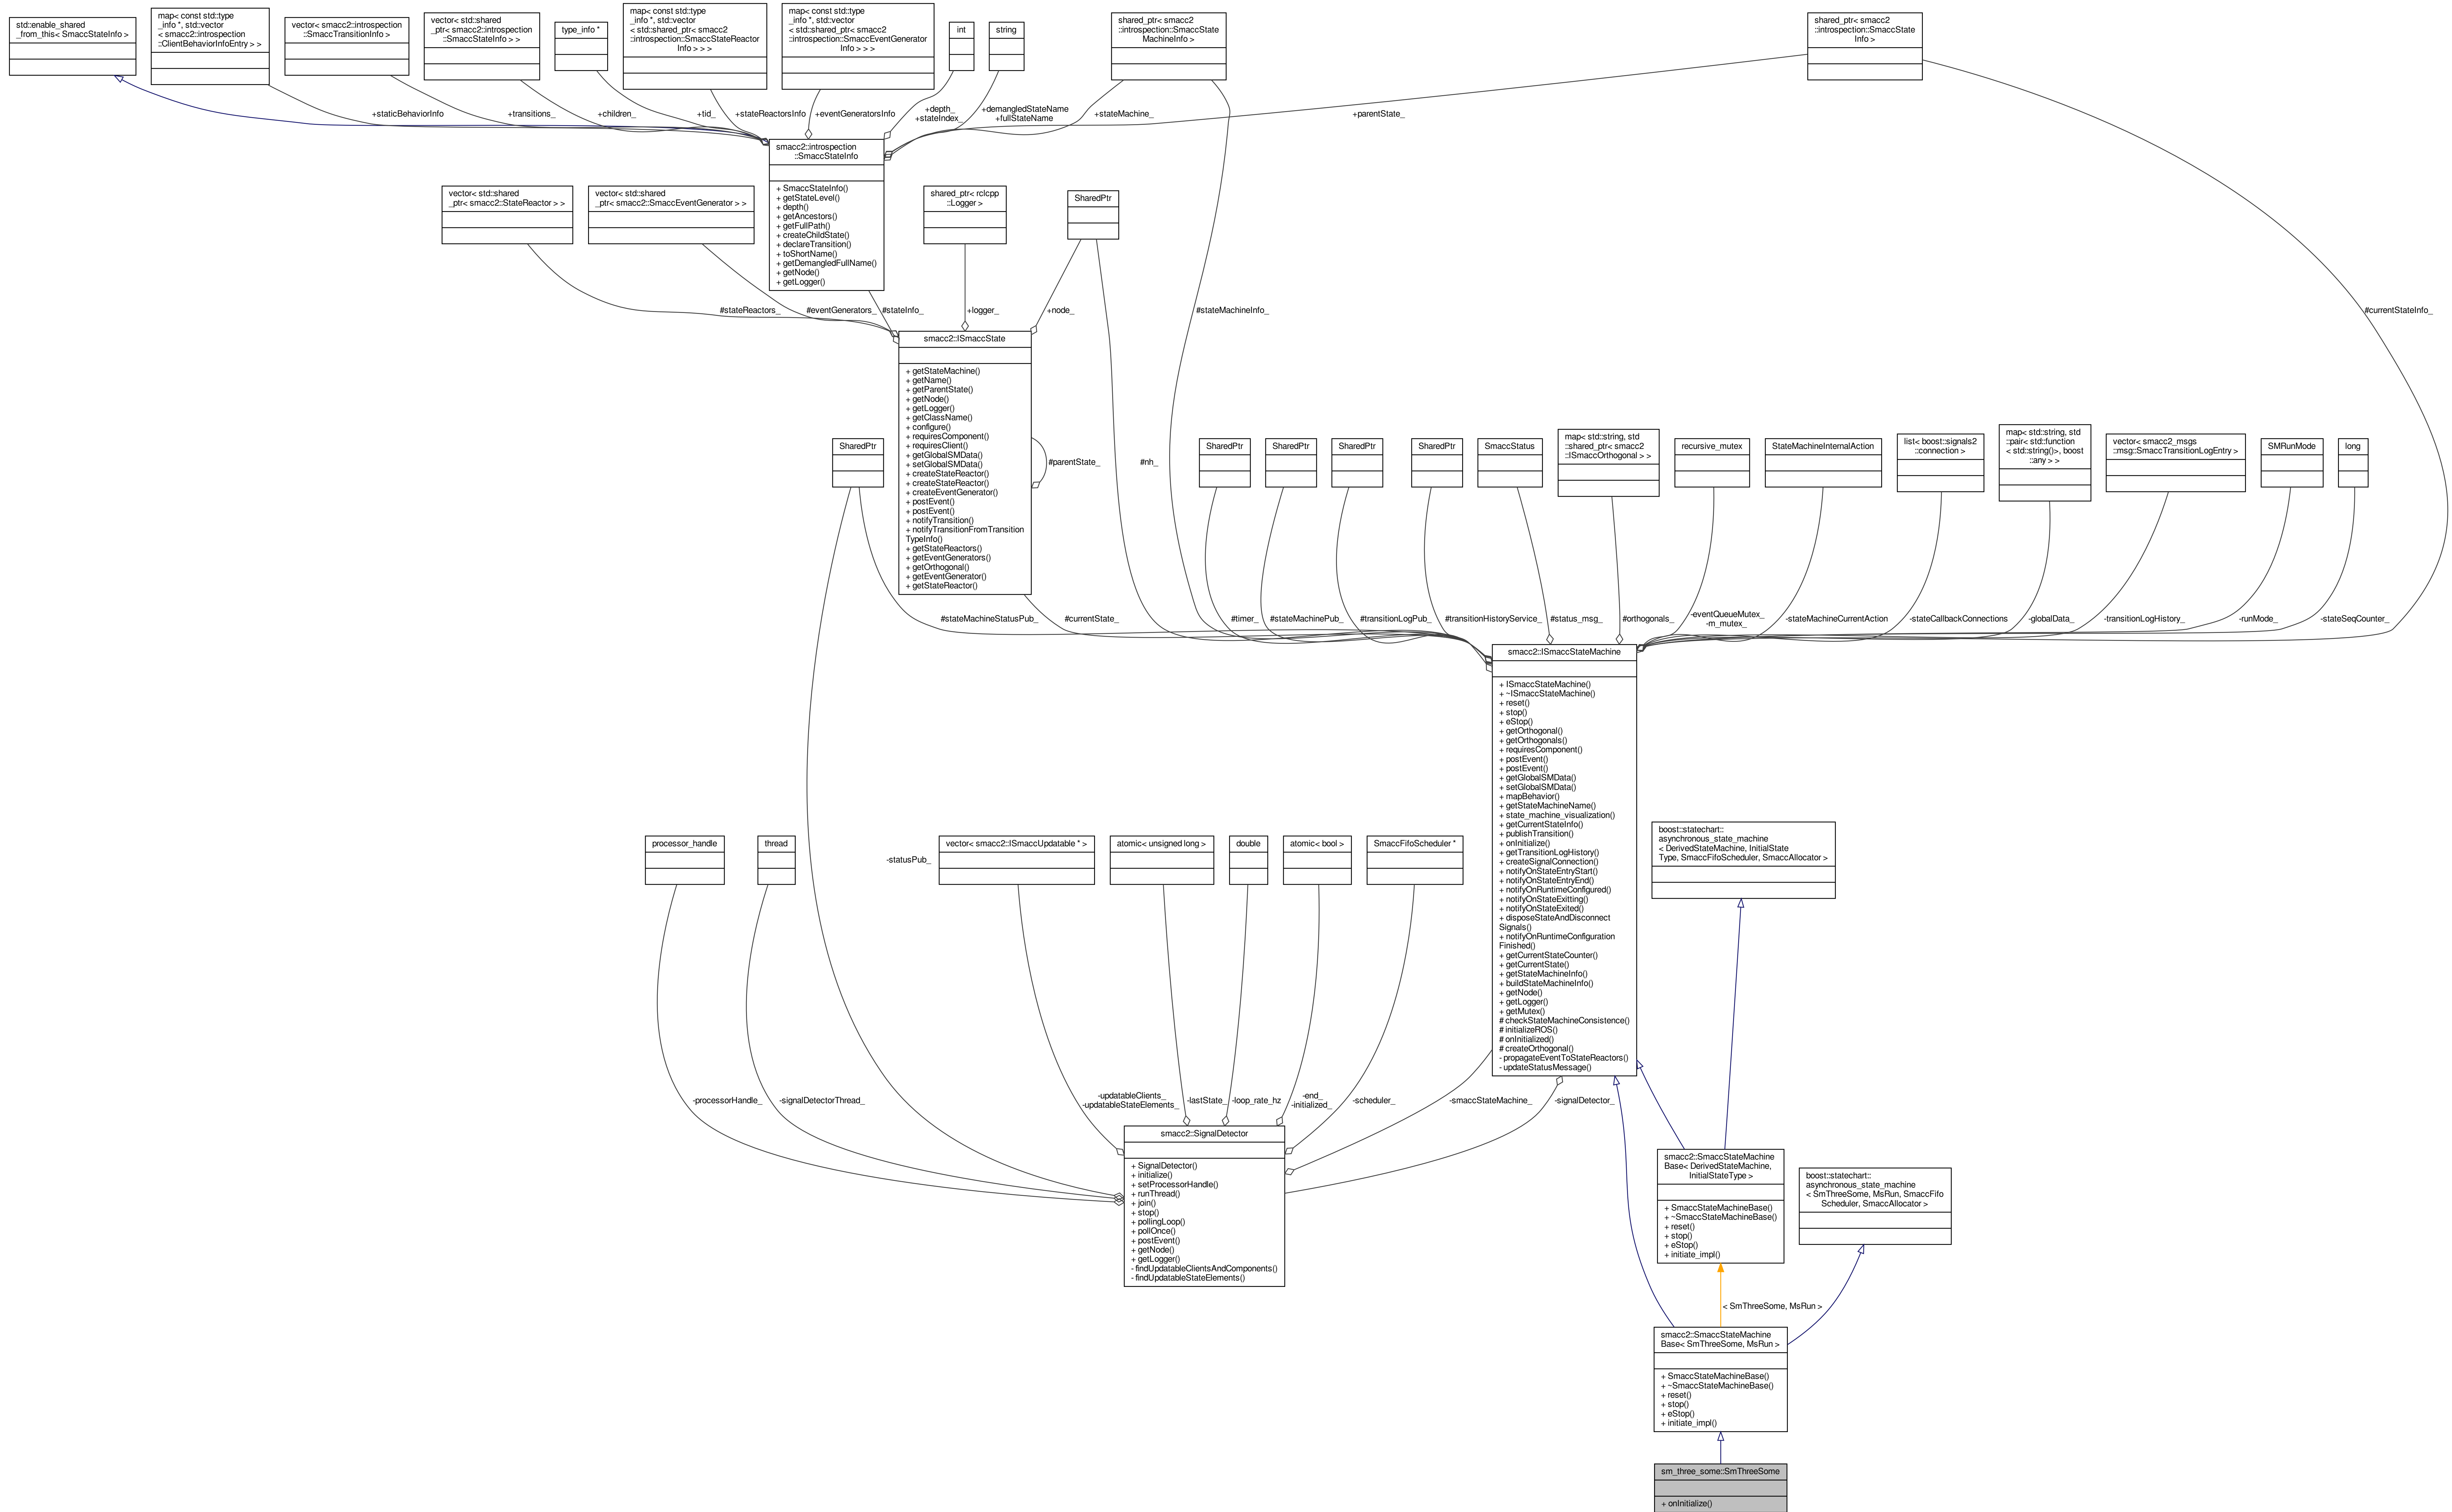 std::enable_shared
_from_this< SmaccStateInfo >
map< const std::type
_info *, std::vector
< smacc2::introspection
::ClientBehaviorInfoEntry > >
vector< smacc2::introspection
::SmaccTransitionInfo >
vector< std::shared
_ptr< smacc2::introspection
::SmaccStateInfo > >
type_info *
map< const std::type
_info *, std::vector
< std::shared_ptr< smacc2
::introspection::SmaccStateReactor
Info > > >
map< const std::type
_info *, std::vector
< std::shared_ptr< smacc2
::introspection::SmaccEventGenerator
Info > > >
int
string
shared_ptr< smacc2
::introspection::SmaccState
MachineInfo >
shared_ptr< smacc2
::introspection::SmaccState
Info >
+staticBehaviorInfo
+transitions_
+children_
+tid_
+stateReactorsInfo
+eventGeneratorsInfo
+depth_
+stateIndex_
+demangledStateName
+fullStateName
+stateMachine_
+parentState_
smacc2::introspection
::SmaccStateInfo
+ SmaccStateInfo()
+ getStateLevel()
+ depth()
+ getAncestors()
+ getFullPath()
+ createChildState()
+ declareTransition()
+ toShortName()
+ getDemangledFullName()
+ getNode()
+ getLogger()
vector< std::shared
_ptr< smacc2::StateReactor > >
vector< std::shared
_ptr< smacc2::SmaccEventGenerator > >
shared_ptr< rclcpp
::Logger >
SharedPtr
#stateReactors_
#eventGenerators_
#stateInfo_
+logger_
+node_
#stateMachineInfo_
#currentStateInfo_
smacc2::ISmaccState
+ getStateMachine()
+ getName()
+ getParentState()
+ getNode()
+ getLogger()
+ getClassName()
+ configure()
+ requiresComponent()
+ requiresClient()
+ getGlobalSMData()
+ setGlobalSMData()
+ createStateReactor()
+ createStateReactor()
+ createEventGenerator()
+ postEvent()
+ postEvent()
+ notifyTransition()
+ notifyTransitionFromTransition
TypeInfo()
+ getStateReactors()
+ getEventGenerators()
+ getOrthogonal()
+ getEventGenerator()
+ getStateReactor()
#parentState_
#nh_
SharedPtr
SharedPtr
SharedPtr
SharedPtr
SharedPtr
SmaccStatus
map< std::string, std
::shared_ptr< smacc2
::ISmaccOrthogonal > >
recursive_mutex
StateMachineInternalAction
list< boost::signals2
::connection >
map< std::string, std
::pair< std::function
< std::string()>, boost
::any > >
vector< smacc2_msgs
::msg::SmaccTransitionLogEntry >
SMRunMode
long
#stateMachineStatusPub_
#currentState_
#timer_
#stateMachinePub_
#transitionLogPub_
#transitionHistoryService_
#status_msg_
#orthogonals_
-eventQueueMutex_
-m_mutex_
-stateMachineCurrentAction
-stateCallbackConnections
-globalData_
-transitionLogHistory_
-runMode_
-stateSeqCounter_
smacc2::ISmaccStateMachine
+ ISmaccStateMachine()
+ ~ISmaccStateMachine()
+ reset()
+ stop()
+ eStop()
+ getOrthogonal()
+ getOrthogonals()
+ requiresComponent()
+ postEvent()
+ postEvent()
+ getGlobalSMData()
+ setGlobalSMData()
+ mapBehavior()
+ getStateMachineName()
+ state_machine_visualization()
+ getCurrentStateInfo()
+ publishTransition()
+ onInitialize()
+ getTransitionLogHistory()
+ createSignalConnection()
+ notifyOnStateEntryStart()
+ notifyOnStateEntryEnd()
+ notifyOnRuntimeConfigured()
+ notifyOnStateExitting()
+ notifyOnStateExited()
+ disposeStateAndDisconnect
Signals()
+ notifyOnRuntimeConfiguration
Finished()
+ getCurrentStateCounter()
+ getCurrentState()
+ getStateMachineInfo()
+ buildStateMachineInfo()
+ getNode()
+ getLogger()
+ getMutex()
# checkStateMachineConsistence()
# initializeROS()
# onInitialized()
# createOrthogonal()
- propagateEventToStateReactors()
- updateStatusMessage()
processor_handle
thread
-statusPub_
vector< smacc2::ISmaccUpdatable * >
atomic< unsigned long >
double
atomic< bool >
SmaccFifoScheduler *
boost::statechart::
asynchronous_state_machine
< DerivedStateMachine, InitialState
Type, SmaccFifoScheduler, SmaccAllocator >
-processorHandle_
-signalDetectorThread_
-updatableClients_
-updatableStateElements_
-lastState_
-loop_rate_hz
-end_
-initialized_
-scheduler_
-smaccStateMachine_
-signalDetector_
smacc2::SignalDetector
+ SignalDetector()
+ initialize()
+ setProcessorHandle()
+ runThread()
+ join()
+ stop()
+ pollingLoop()
+ pollOnce()
+ postEvent()
+ getNode()
+ getLogger()
- findUpdatableClientsAndComponents()
- findUpdatableStateElements()
smacc2::SmaccStateMachine
Base< DerivedStateMachine,
InitialStateType >
+ SmaccStateMachineBase()
+ ~SmaccStateMachineBase()
+ reset()
+ stop()
+ eStop()
+ initiate_impl()
boost::statechart::
asynchronous_state_machine
< SmThreeSome, MsRun, SmaccFifo
Scheduler, SmaccAllocator >
< SmThreeSome, MsRun >
smacc2::SmaccStateMachine
Base< SmThreeSome, MsRun >
+ SmaccStateMachineBase()
+ ~SmaccStateMachineBase()
+ reset()
+ stop()
+ eStop()
+ initiate_impl()
sm_three_some::SmThreeSome
+ onInitialize()